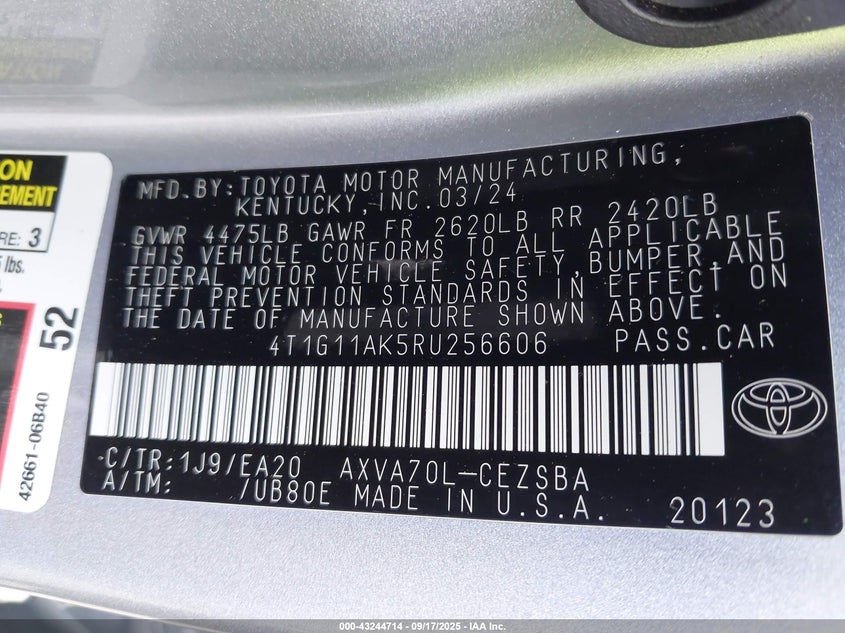 ON
REMENT
RE: 3
lbs.
52
42661-06B40
MFD.BY:TOYOTA MOTOR MANUFACTURING,
KENTUCKY,INC.03/24
GVWR 4475LB GAWR FR 2620LB RR 2420LB
THIS VEHICLE CONFORMS TO ALL APPLICABLE
FEDERAL MOTOR VEHICLE SAFETY,BUMPER,AND
THEFT PREVENTION STANDARDS IN EFFECT ON
THE DATE OF MANUFACTURE SHOWN ABOVE.
4T1G11AK5RU256606 PASS.CAR
C/TR:1J9/EA20 AXVA70L-CEZSBA
A/TM: /UB80E MADE IN U.S.A. 20123
000-43244714 - 09/17/2025 - IAA Inc.